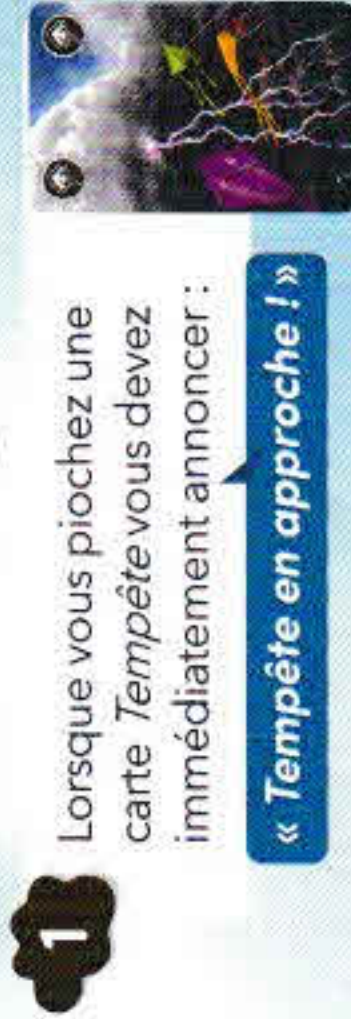 1
Lorsque vous piochez une
carte Tempête vous devez
immédiatement annoncer :
« Tempête en approche ! »